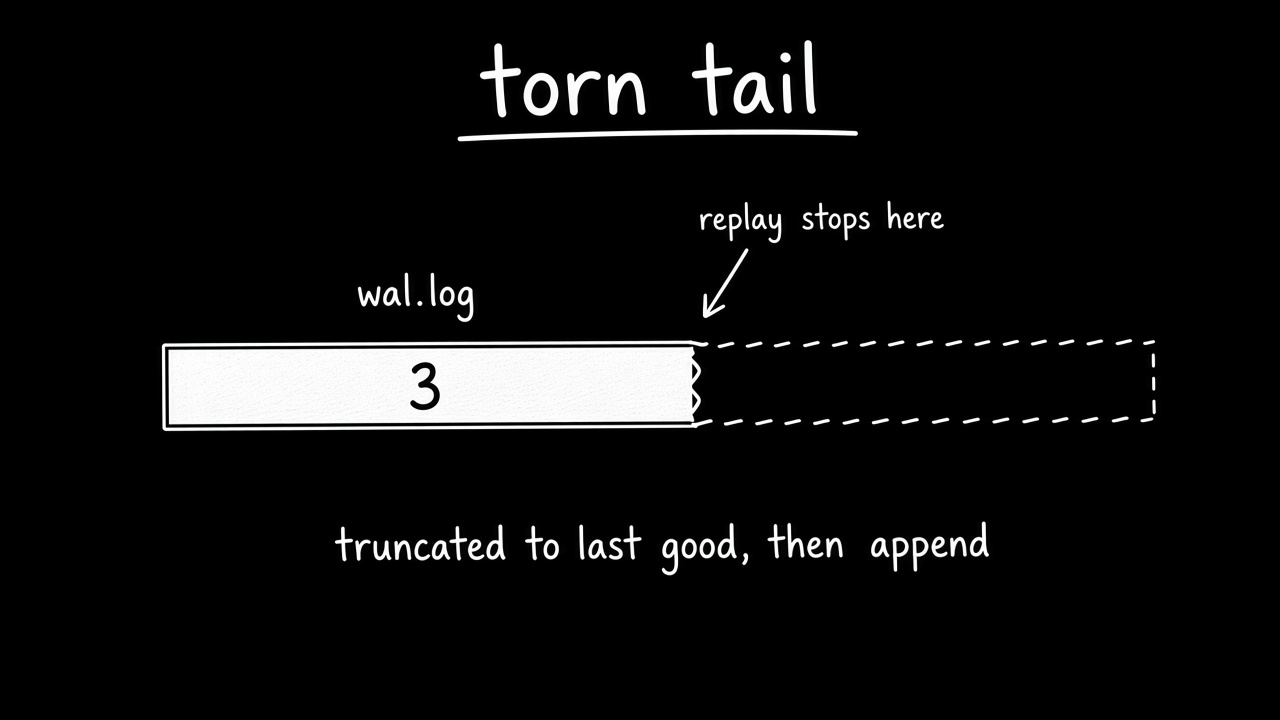 torn tail
replay stops here
wal.log
3
truncated to last good, then append